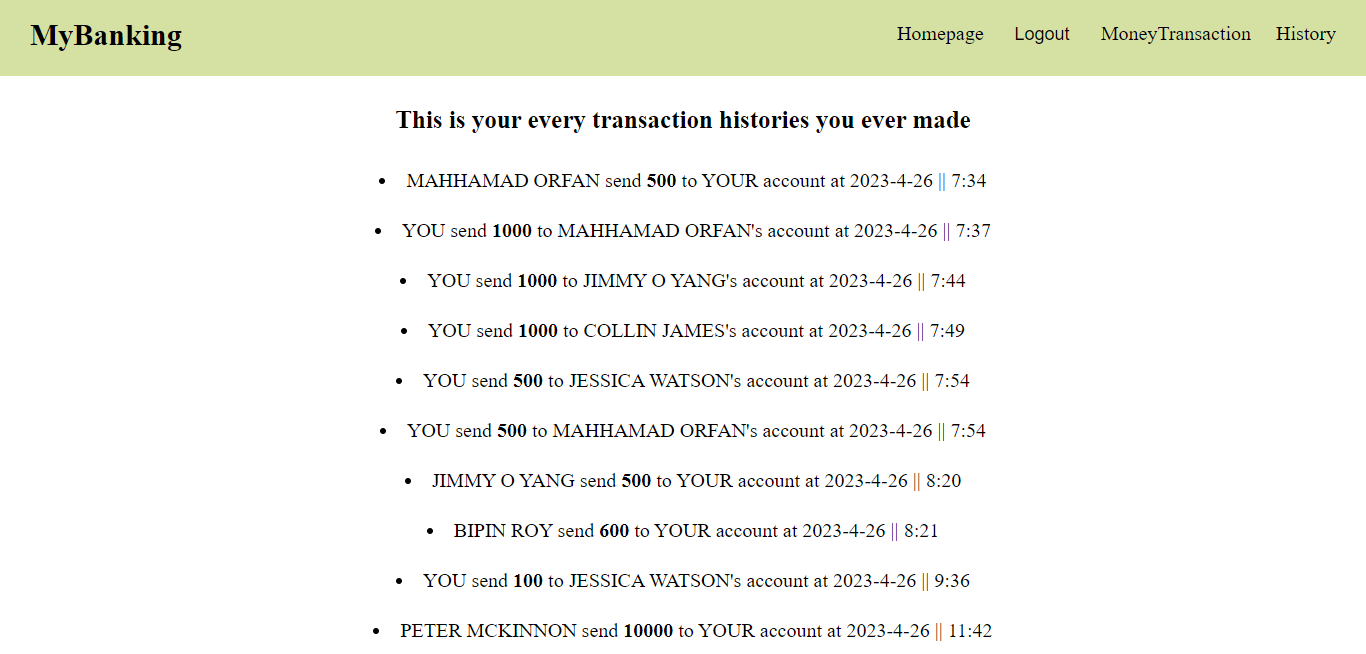 MyBanking
Homepage Logout MoneyTransaction History
This is your every transaction histories you ever made
• MAHHAMAD ORFAN send 500 to YOUR account at 2023-4-26 || 7:34
• YOU send 1000 to MAHHAMAD ORFAN's account at 2023-4-26 || 7:37
• YOU send 1000 to JIMMY O YANG's account at 2023-4-26 || 7:44
• YOU send 1000 to COLLIN JAMES's account at 2023-4-26 || 7:49
• YOU send 500 to JESSICA WATSON's account at 2023-4-26 || 7:54
• YOU send 500 to MAHHAMAD ORFAN's account at 2023-4-26 || 7:54
• JIMMY O YANG send 500 to YOUR account at 2023-4-26 || 8:20
• BIPIN ROY send 600 to YOUR account at 2023-4-26 || 8:21
• YOU send 100 to JESSICA WATSON's account at 2023-4-26 || 9:36
• PETER MCKINNON send 10000 to YOUR account at 2023-4-26 || 11:42